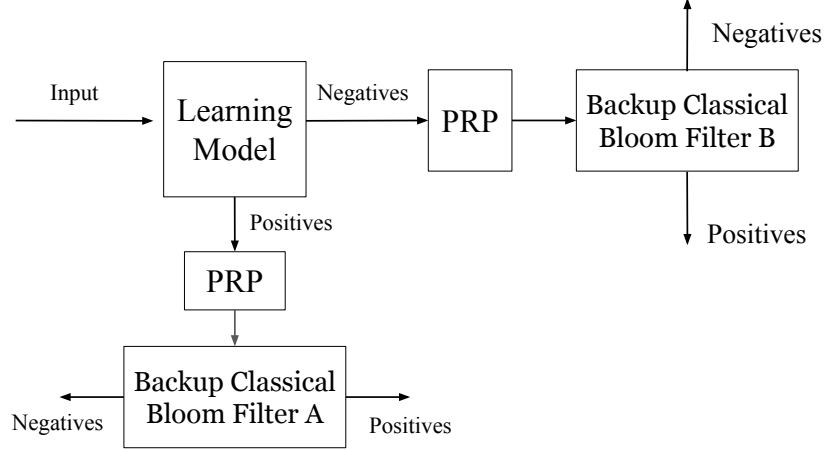 Negatives
Input
Learning
Model
Negatives
PRP
Backup Classical
Bloom Filter B
Positives
Positives
PRP
Backup Classical
Bloom Filter A
Negatives
Positives